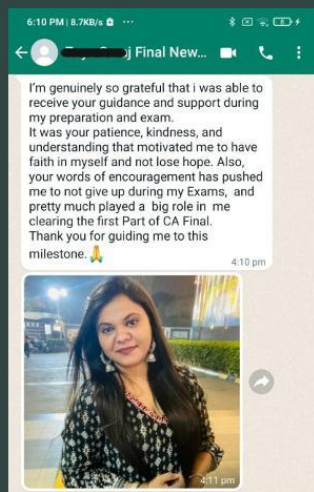 6:10 PM | 8.7KB/s
j Final New...
I'm genuinely so grateful that i was able to
receive your guidance and support during
my preparation and exam.
It was your patience, kindness, and
understanding that motivated me to have
faith in myself and not lose hope. Also,
your words of encouragement has pushed
me to not give up during my Exams, and
pretty much played a big role in me
clearing the first Part of CA Final.
Thank you for guiding me to this
milestone.🙏
4:10 pm
4:11 pm